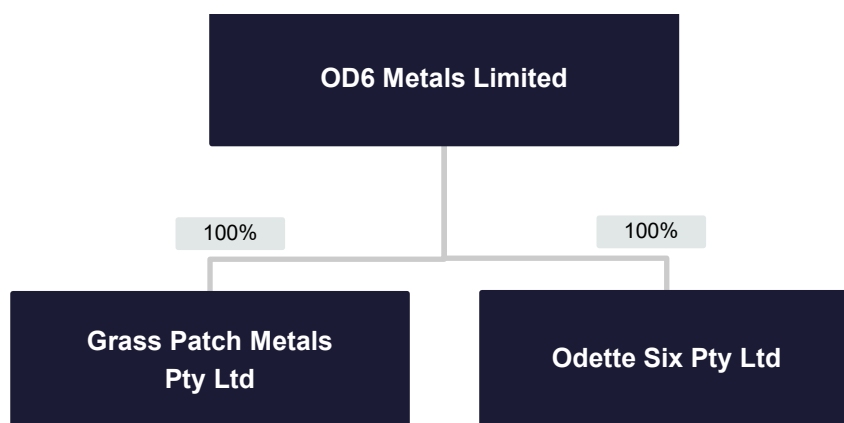 OD6 Metals Limited
100%
100%
Grass Patch Metals
Pty Ltd
Odette Six Pty Ltd